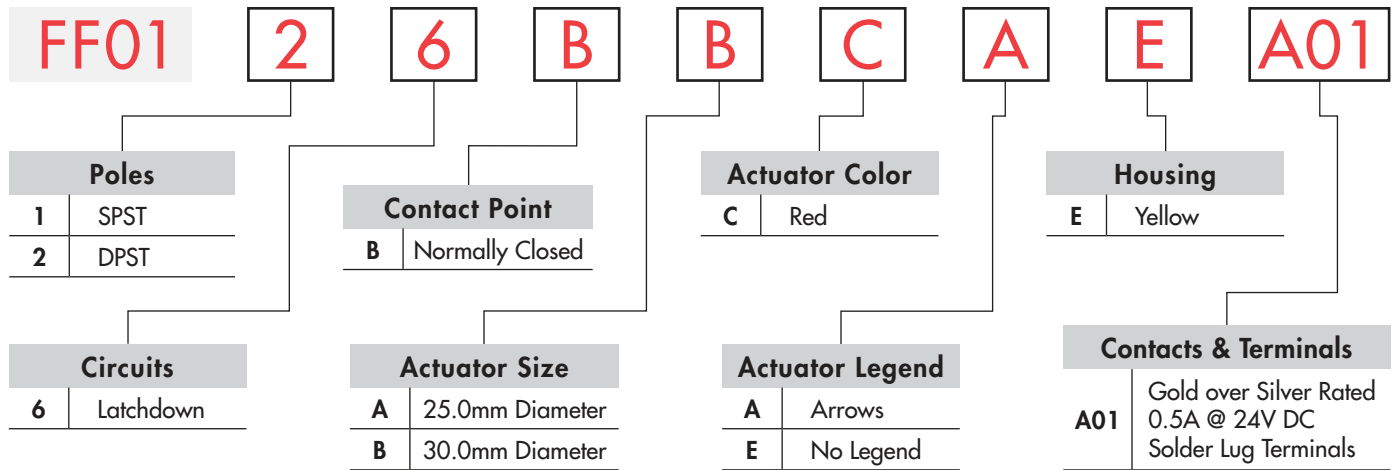 FF01 2 6 B B C A E A01
Poles
1 SPST
2 DPST
Contact Point
B Normally Closed
Actuator Color
C Red
Housing
E Yellow
Circuits
6 Latchdown
Actuator Size
A 25.0mm Diameter
B 30.0mm Diameter
Actuator Legend
A Arrows
E No Legend
Contacts & Terminals
A01 Gold over Silver Rated
0.5A @ 24V DC
Solder Lug Terminals